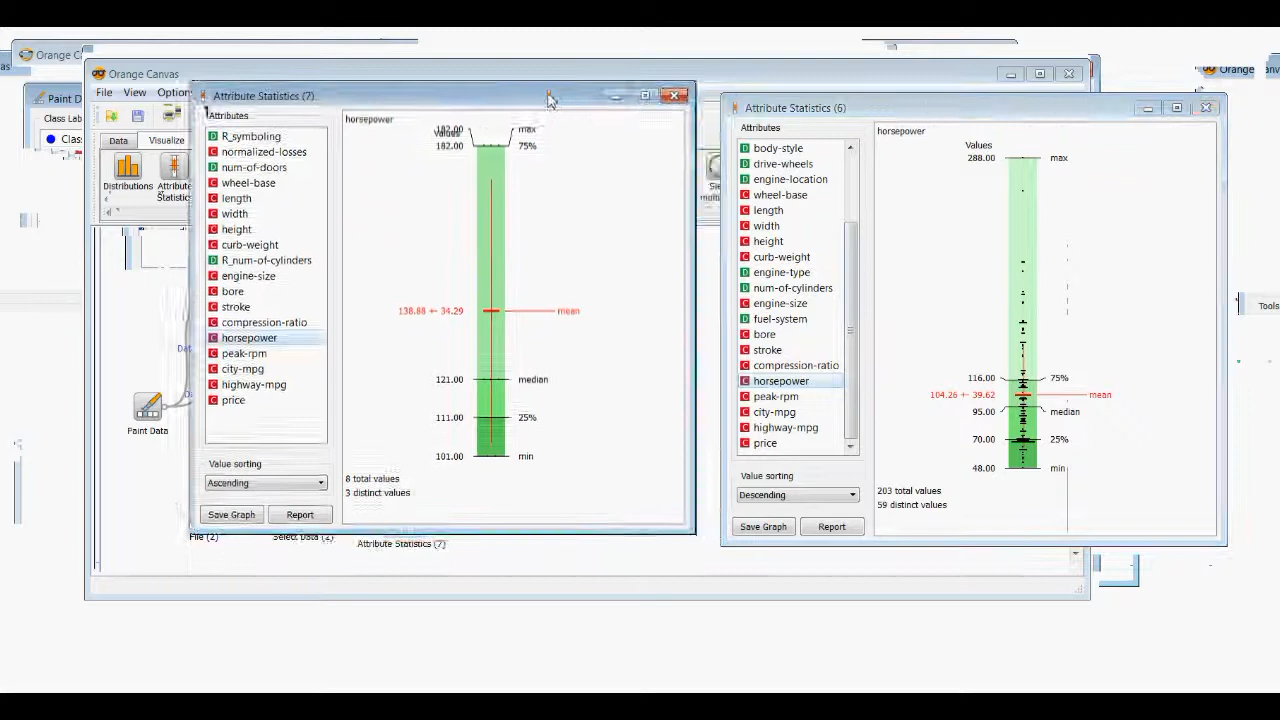 Orange C
Orange
Orange Canvas
Paint D
File View Option
Class Lab
Clas
Data Visualize
Distributions
Attribute
Statistics
Tools
Paint Data
File (2)
Select Data (2)
Attribute Statistics (7)
Attribute Statistics (7)
Attributes
R_symboling
normalized-losses
num-of-doors
wheel-base
length
width
height
curb-weight
R_num-of-cylinders
engine-size
bore
stroke
compression-ratio
horsepower
peak-rpm
city-mpg
highway-mpg
price
Value sorting
Ascending
Save Graph Report
horsepower
Values
182.00 max
182.00 75%
138.88 +- 34.29 mean
121.00 median
111.00 25%
101.00 min
8 total values
3 distinct values
Attribute Statistics (6)
Attributes
body-style
drive-wheels
engine-location
wheel-base
length
width
height
curb-weight
engine-type
num-of-cylinders
engine-size
fuel-system
bore
stroke
compression-ratio
horsepower
peak-rpm
city-mpg
highway-mpg
price
Value sorting
Descending
Save Graph Report
horsepower
Values
288.00 max
116.00 75%
104.26 +- 39.62 mean
95.00 median
70.00 25%
48.00 min
203 total values
59 distinct values